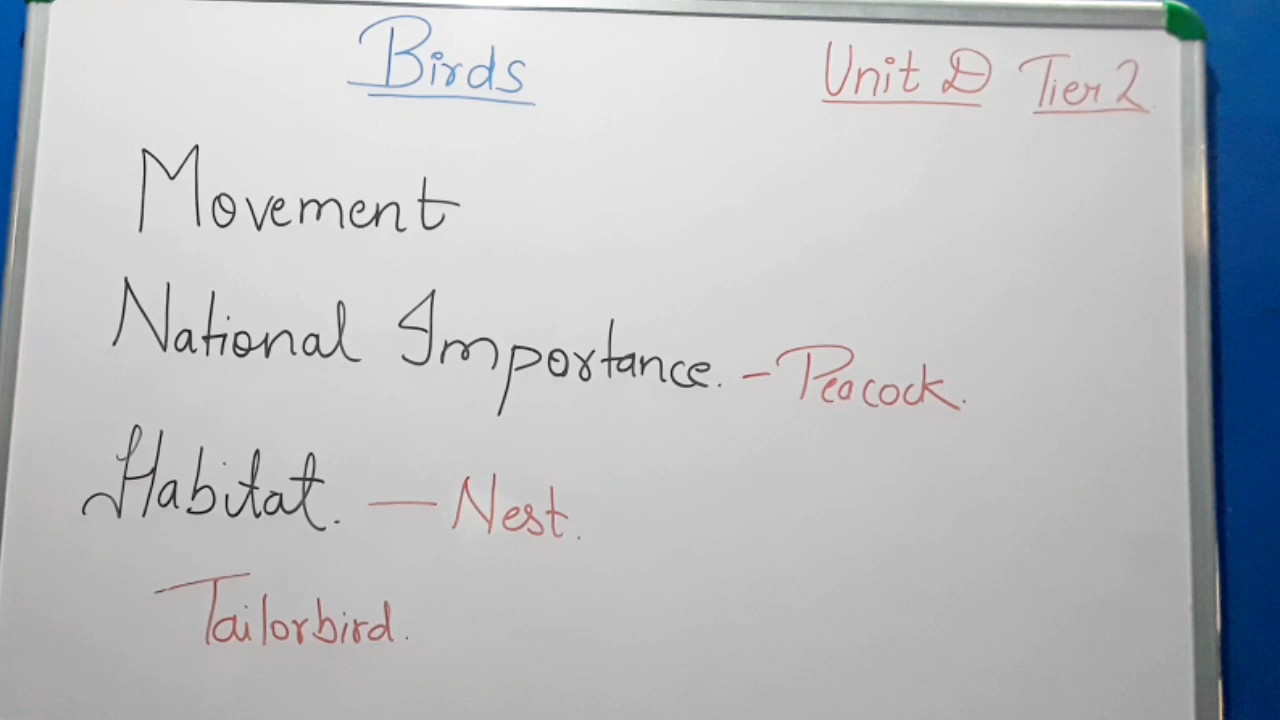 Birds
Unit D Tier 2
Movement
National Importance. - Peacock.
Habitat. — Nest.
Tailorbird.